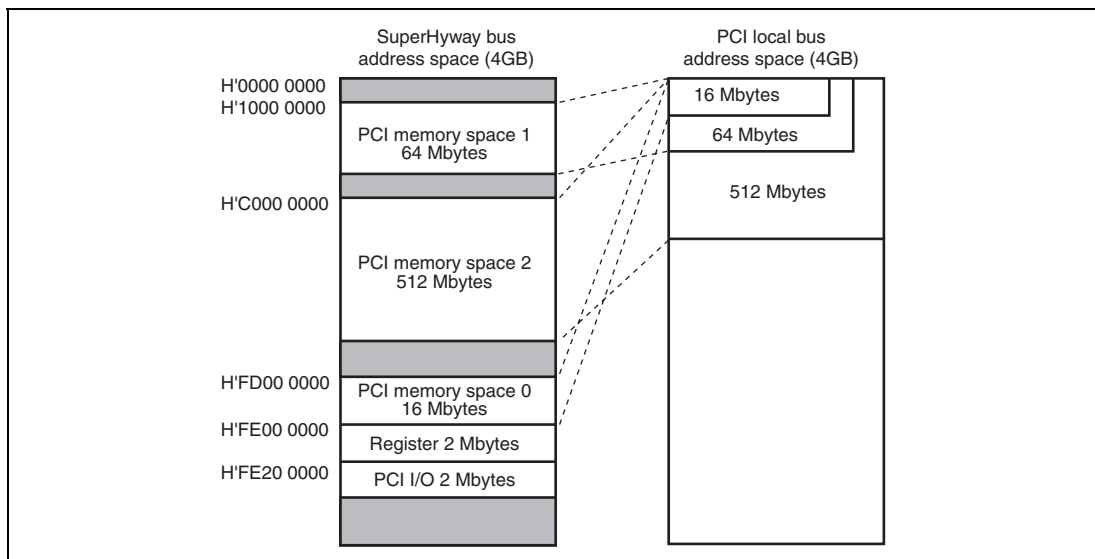 SuperHyway bus
address space (4GB)
PCI local bus
address space (4GB)
H'0000 0000
H'1000 0000
PCI memory space 1
64 Mbytes
H'C000 0000
PCI memory space 2
512 Mbytes
H'FD00 0000
PCI memory space 0
16 Mbytes
H'FE00 0000
Register 2 Mbytes
H'FE20 0000
PCI I/O 2 Mbytes
16 Mbytes
64 Mbytes
512 Mbytes